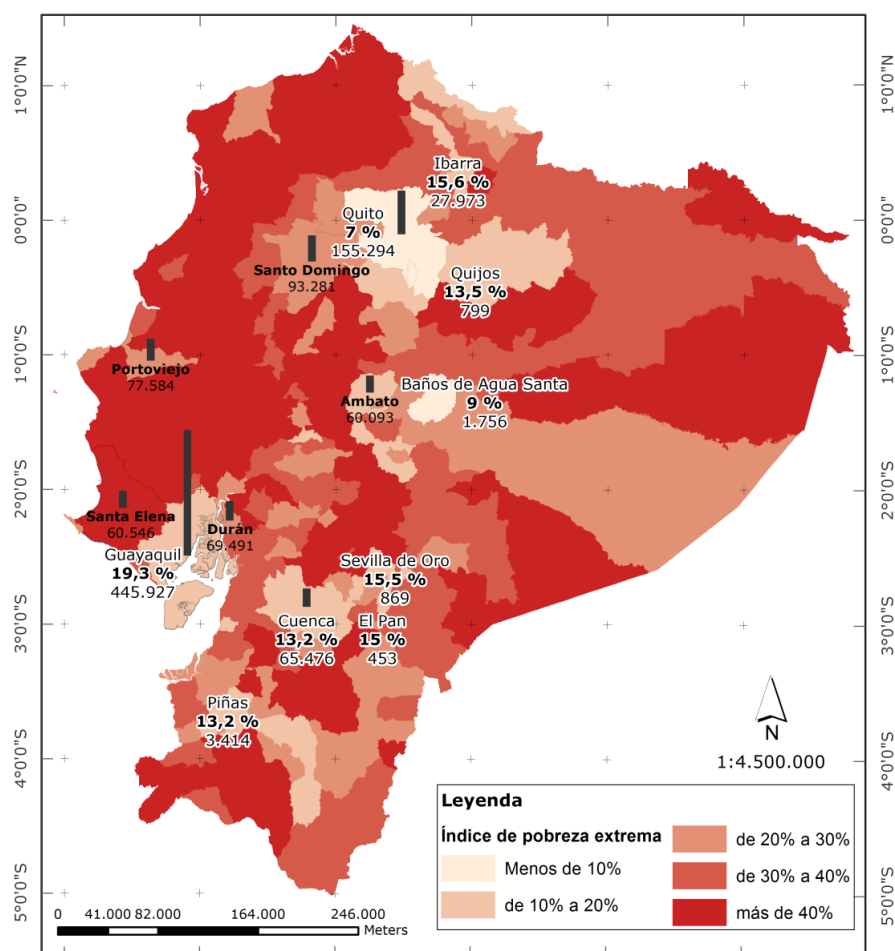 1°0'0"N
1°0'0"N
Ibarra
15,6 %
27.973
Quito
7 %
155.294
0°0'0"
0°0'0"
Santo Domingo
93.281
Quijos
13,5 %
799
1°0'0"S
1°0'0"S
Portoviejo
77.584
Ambato
60.093
Baños de Agua Santa
9 %
1.756
2°0'0"S
2°0'0"S
Santa Elena
60.546
Durán
69.491
Guayaquil
19,3 %
445.927
Sevilla de Oro
15,5 %
869
Cuenca
13,2 %
65.476
El Pan
15 %
453
3°0'0"S
3°0'0"S
Piñas
13,2 %
3.414
N
1:4.500.000
4°0'0"S
4°0'0"S
Leyenda
Índice de pobreza extrema
Menos de 10%
de 10% a 20%
de 20% a 30%
de 30% a 40%
más de 40%
5°0'0"S
5°0'0"S
0 41.000 82.000 164.000 246.000
Meters